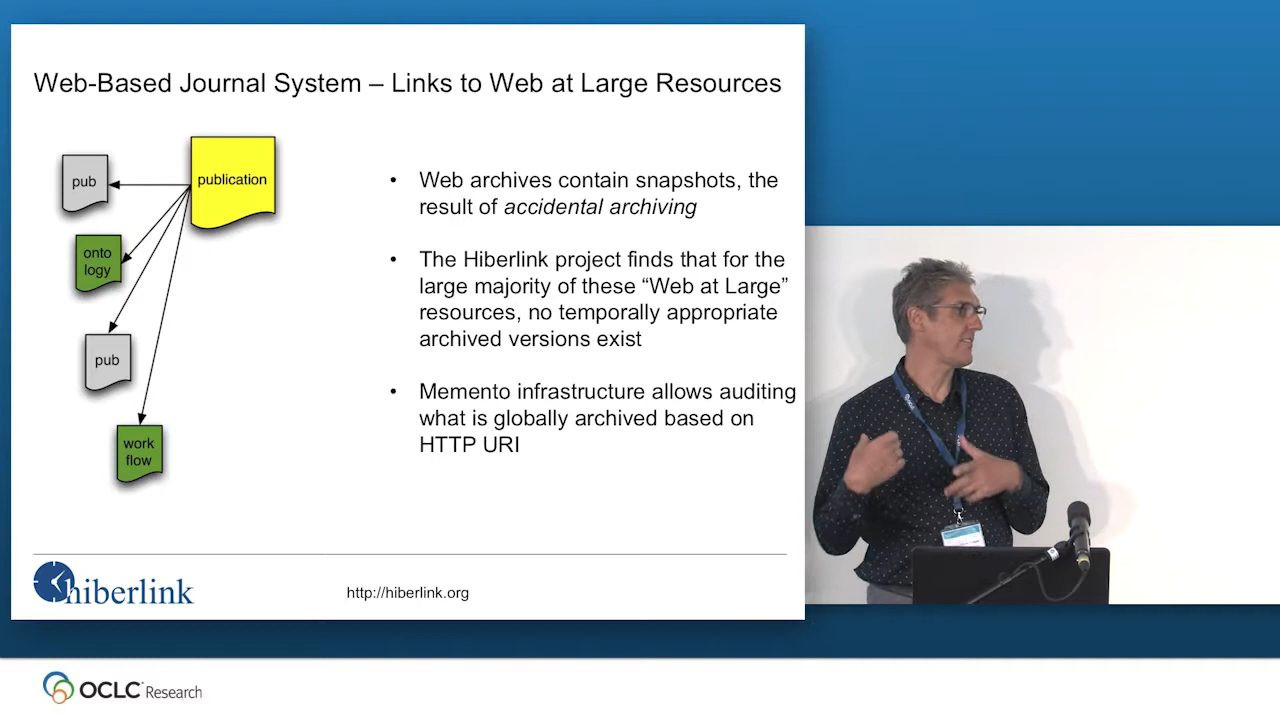 Web-Based Journal System – Links to Web at Large Resources
publication
pub
onto
logy
pub
work
flow
• Web archives contain snapshots, the
result of accidental archiving
• The Hiberlink project finds that for the
large majority of these “Web at Large”
resources, no temporally appropriate
archived versions exist
• Memento infrastructure allows auditing
what is globally archived based on
HTTP URI
hiberlink
http://hiberlink.org
OCLC Research